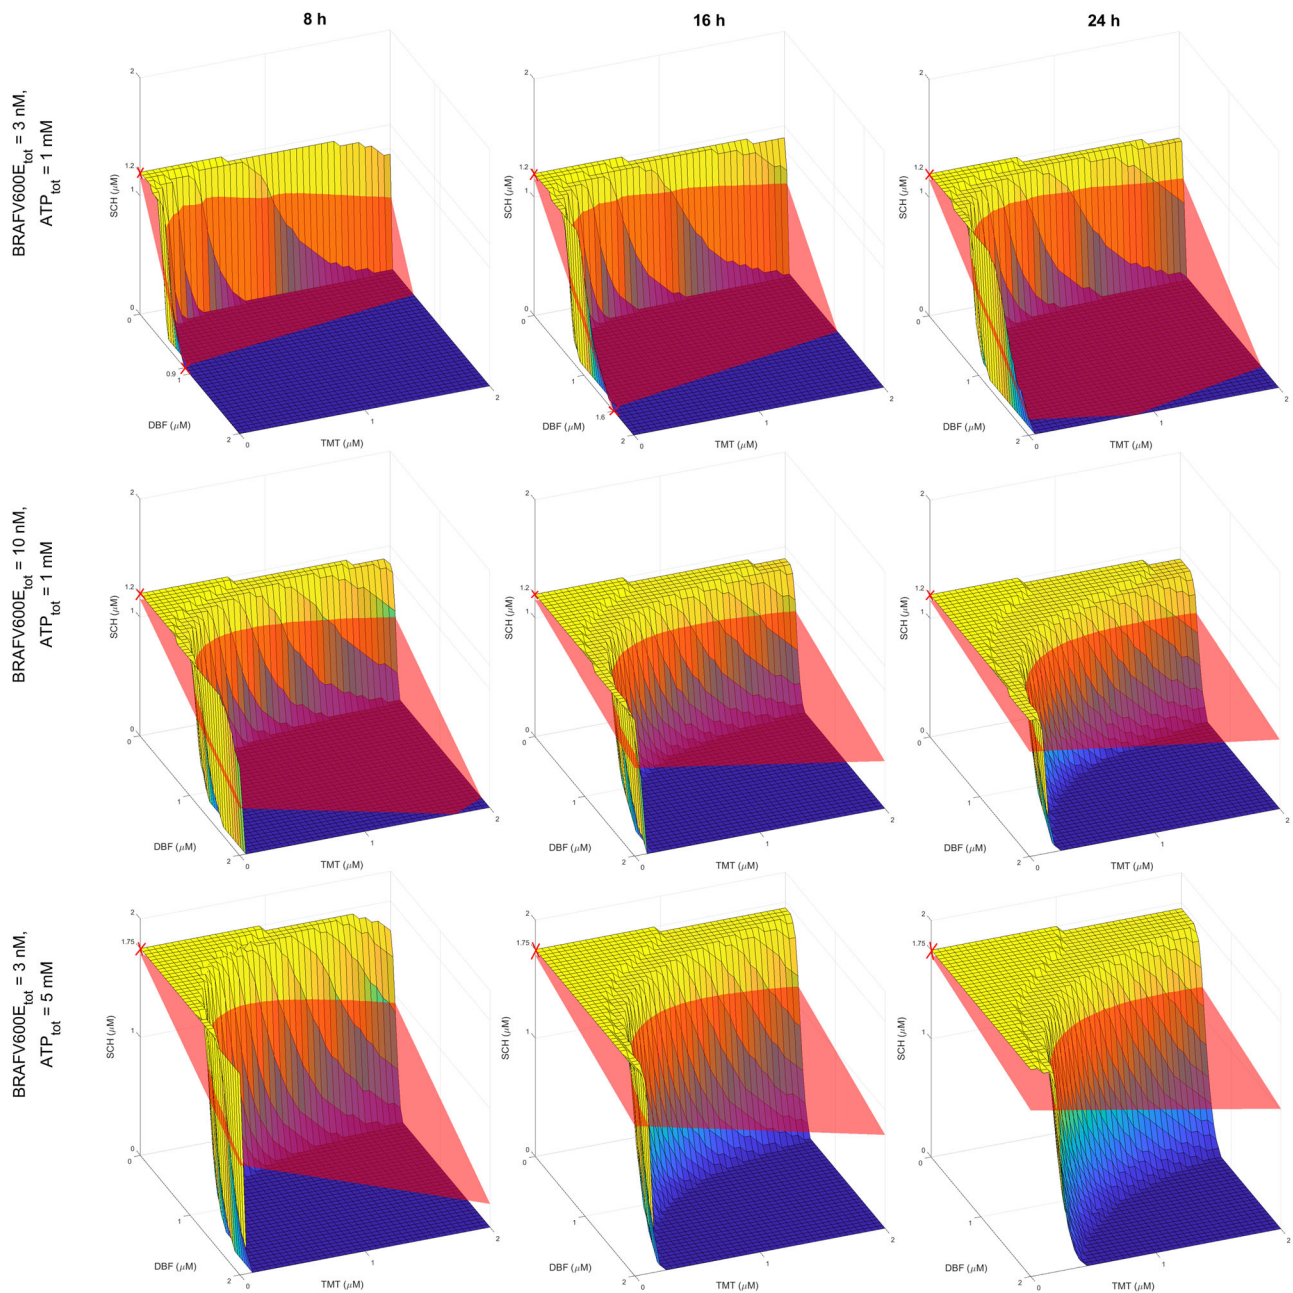 8 h
16 h
24 h
BRAFV600E_tot = 3 nM,
ATP_tot = 1 mM
2
1.2
1
0
SCH (μM)
0
0.9
1
2
DBF (μM)
0
1
2
TMT (μM)
2
1.2
1
0
SCH (μM)
0
1
1.6
2
DBF (μM)
0
1
2
TMT (μM)
2
1.2
1
0
SCH (μM)
0
1
2
DBF (μM)
0
1
2
TMT (μM)
BRAFV600E_tot = 10 nM,
ATP_tot = 1 mM
2
1.2
1
0
SCH (μM)
0
1
2
DBF (μM)
0
1
2
TMT (μM)
2
1.2
1
0
SCH (μM)
0
1
2
DBF (μM)
0
1
2
TMT (μM)
2
1.2
1
0
SCH (μM)
0
1
2
DBF (μM)
0
1
2
TMT (μM)
BRAFV600E_tot = 3 nM,
ATP_tot = 5 mM
2
1.75
1
0
SCH (μM)
0
1
2
DBF (μM)
0
1
2
TMT (μM)
2
1.75
1
0
SCH (μM)
0
1
2
DBF (μM)
0
1
2
TMT (μM)
2
1.75
1
0
SCH (μM)
0
1
2
DBF (μM)
0
1
2
TMT (μM)